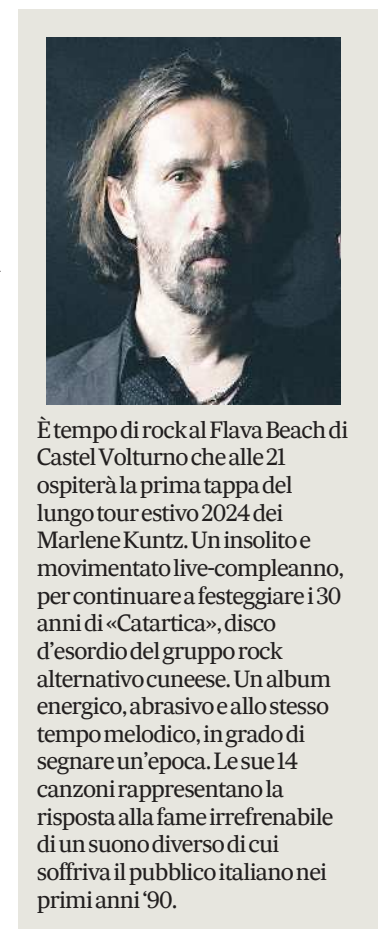 È tempo di rock al Flava Beach di
Castel Volturno che alle 21
ospiterà la prima tappa del
lungo tour estivo 2024 dei
Marlene Kuntz. Un insolito e
movimentato live-compleanno,
per continuare a festeggiare i 30
anni di «Catartica», disco
d’esordio del gruppo rock
alternativo cuneese. Un album
energico, abrasivo e allo stesso
tempo melodico, in grado di
segnare un’epoca. Le sue 14
canzoni rappresentano la
risposta alla fame irrefrenabile
di un suono diverso di cui
soffriva il pubblico italiano nei
primi anni ‘90.